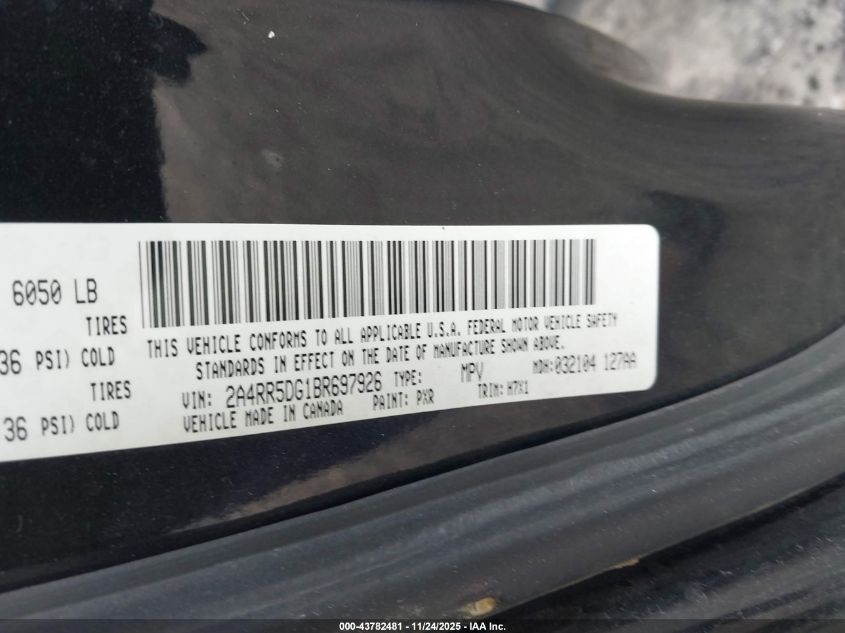 6050 LB
TIRES
36 PSI) COLD
TIRES
36 PSI) COLD
THIS VEHICLE CONFORMS TO ALL APPLICABLE U.S.A. FEDERAL MOTOR VEHICLE SAFETY
STANDARDS IN EFFECT ON THE DATE OF MANUFACTURE SHOWN ABOVE.
VIN: 2A4RR5DG1BR697926 TYPE: MPV MDH: 032104 127AA
VEHICLE MADE IN CANADA PAINT: PXR TRIM: H7X1
000-43782481 - 11/24/2025 - IAA Inc.